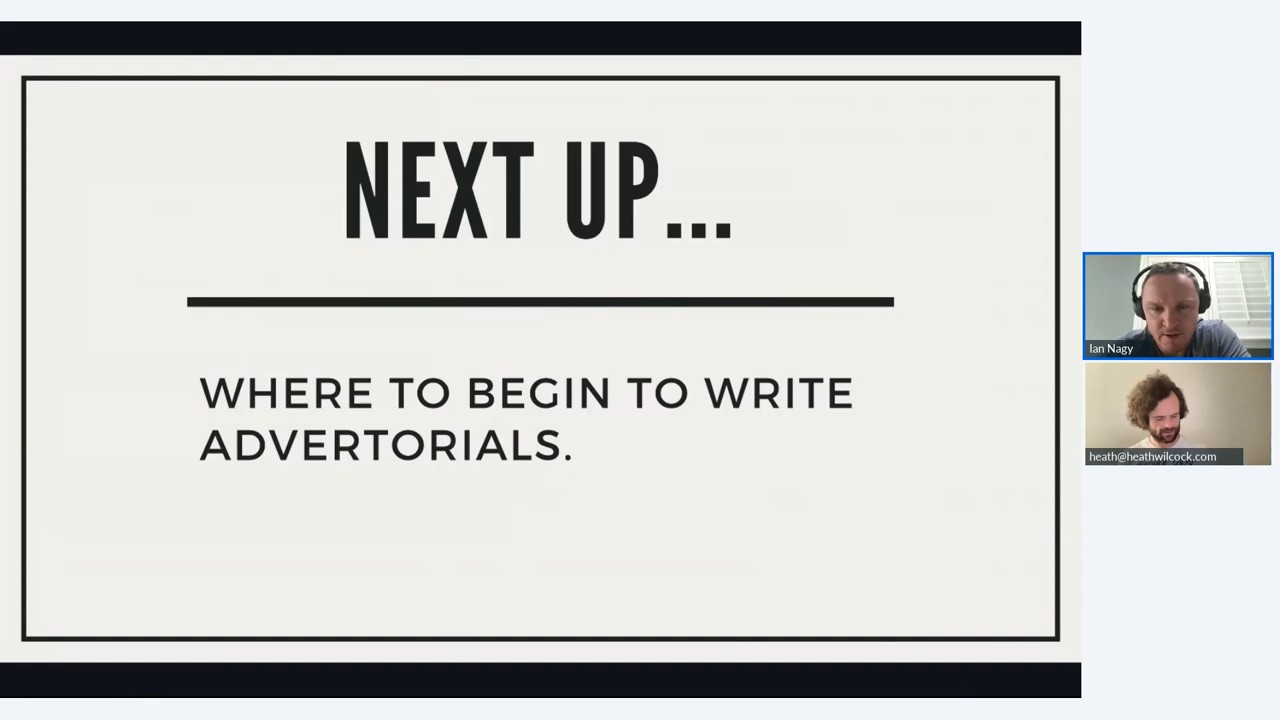 NEXT UP...
WHERE TO BEGIN TO WRITE
ADVERTORIALS.
Ian Nagy
heath@heathwilcock.com